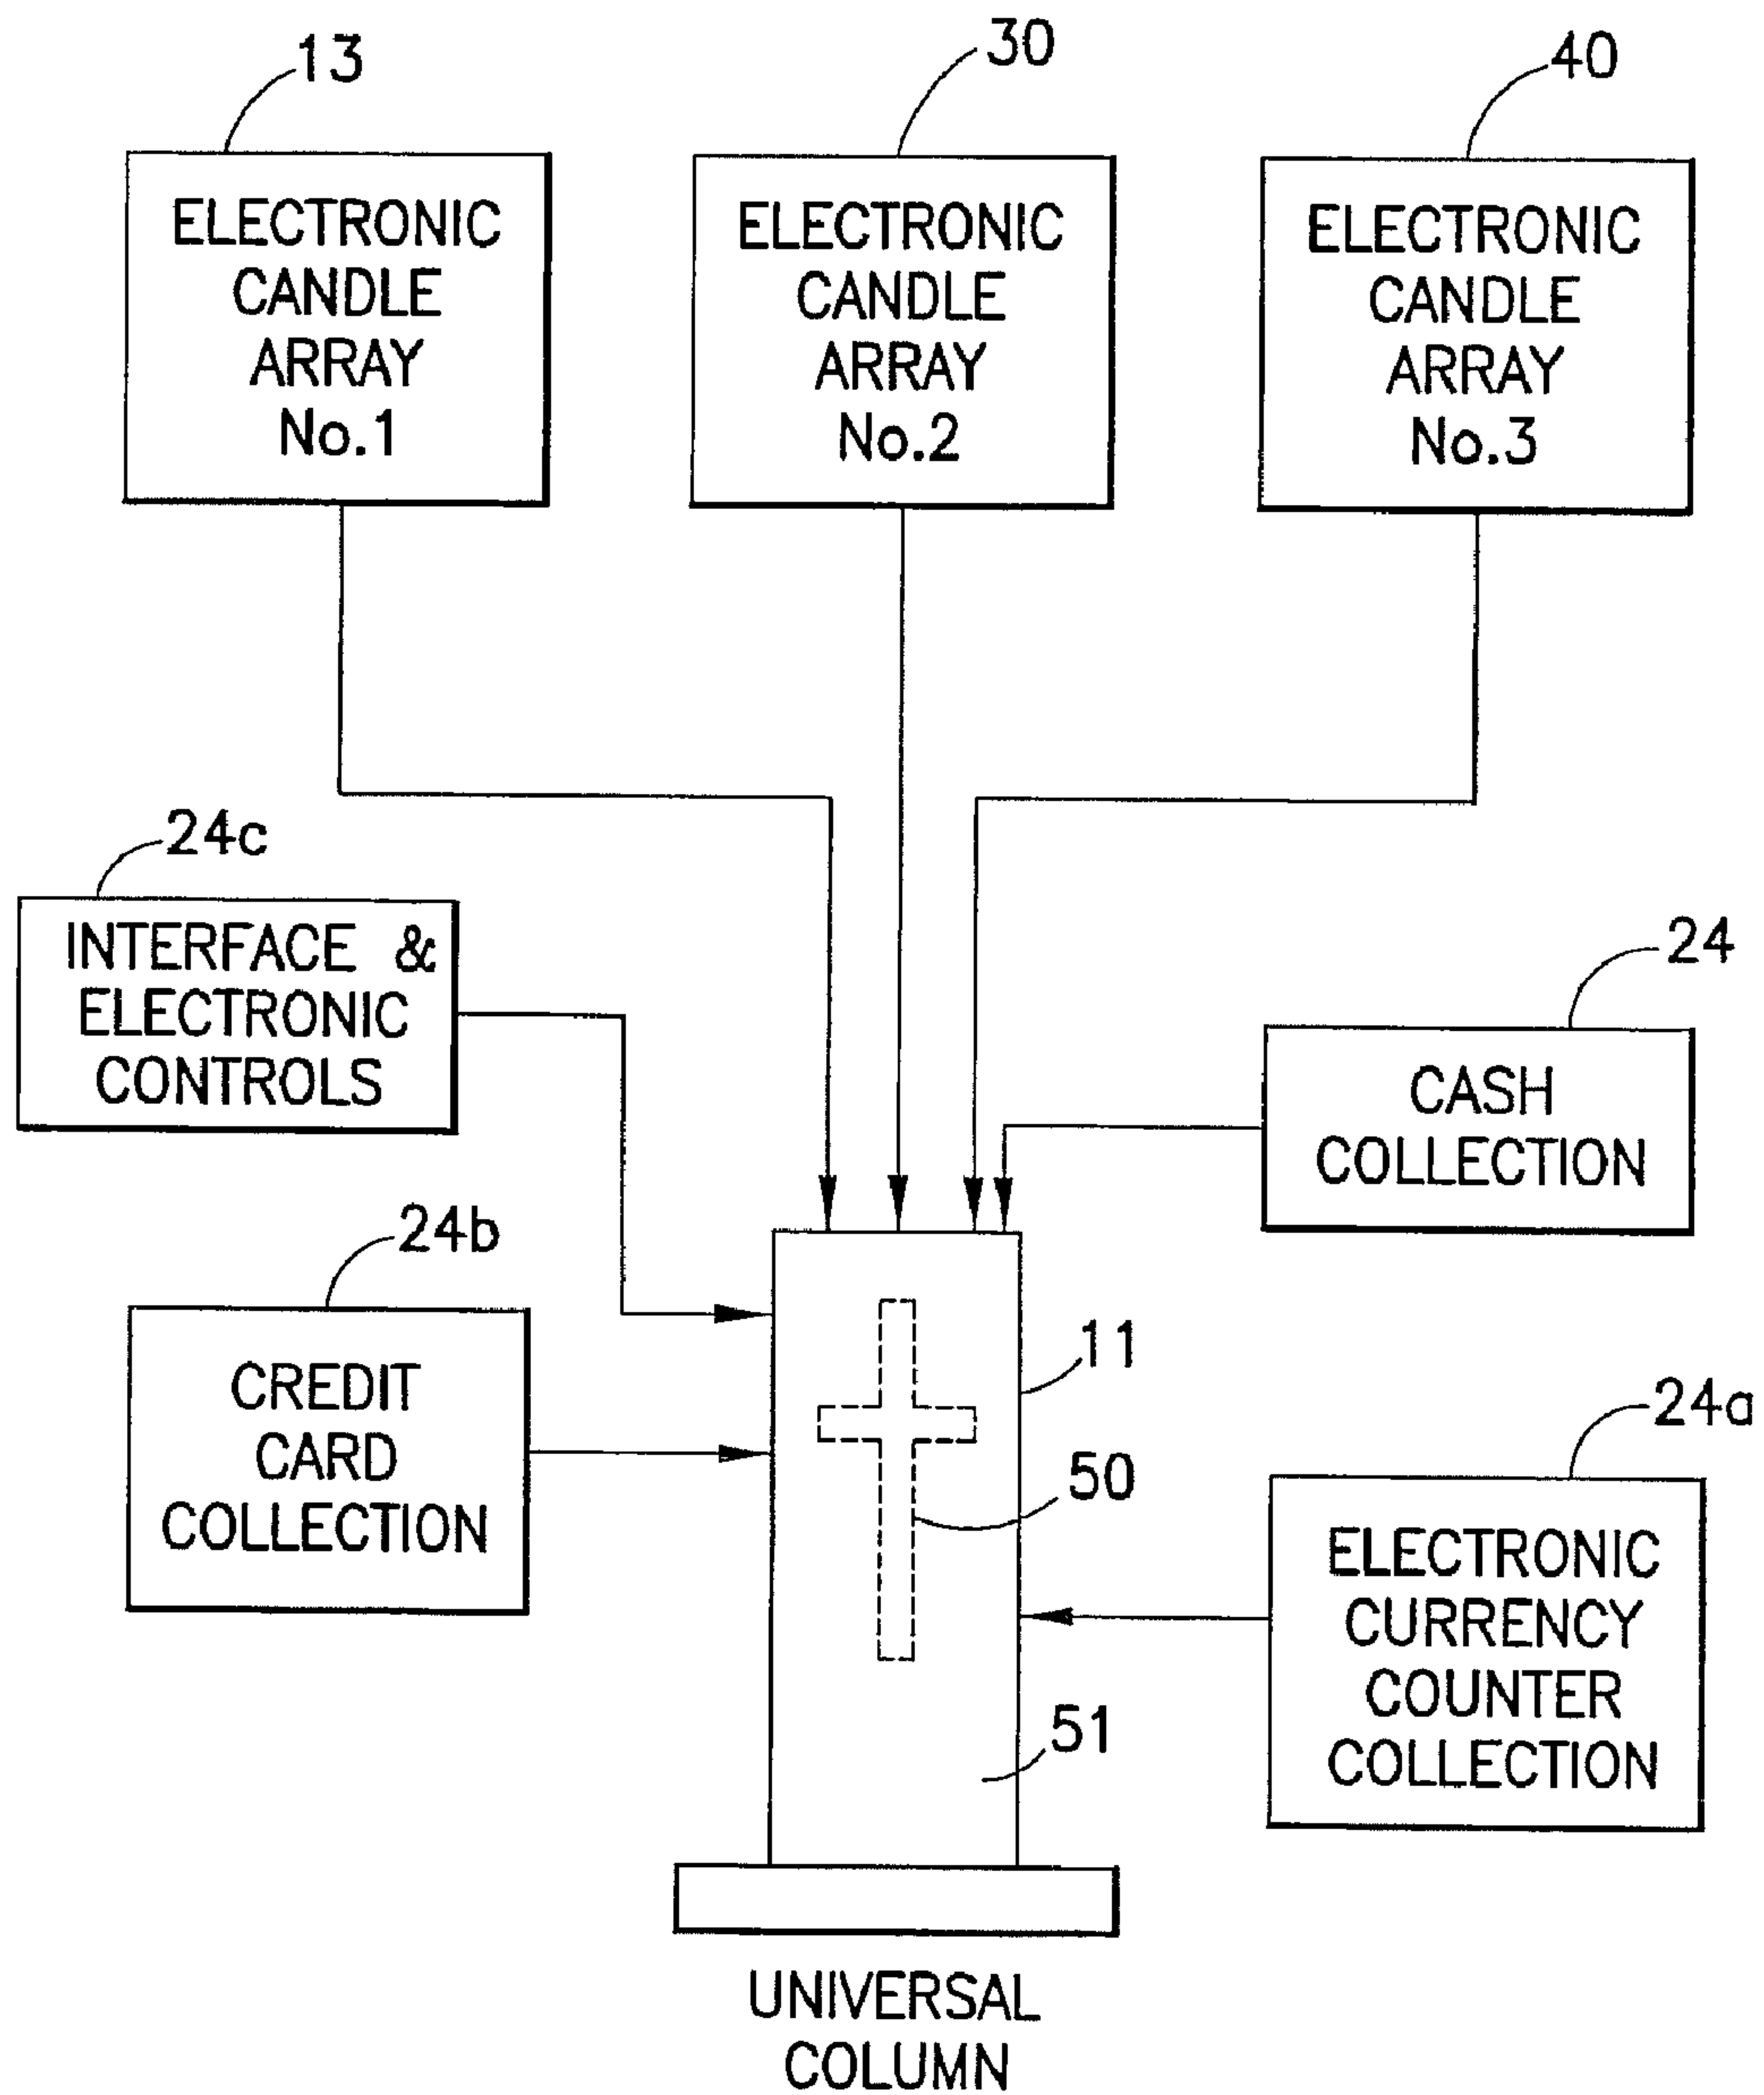 13
30
40
ELECTRONIC
CANDLE
ARRAY
No.1
ELECTRONIC
CANDLE
ARRAY
No.2
ELECTRONIC
CANDLE
ARRAY
No.3
24c
INTERFACE &
ELECTRONIC
CONTROLS
24
CASH
COLLECTION
24b
CREDIT
CARD
COLLECTION
11
50
51
24a
ELECTRONIC
CURRENCY
COUNTER
COLLECTION
UNIVERSAL
COLUMN